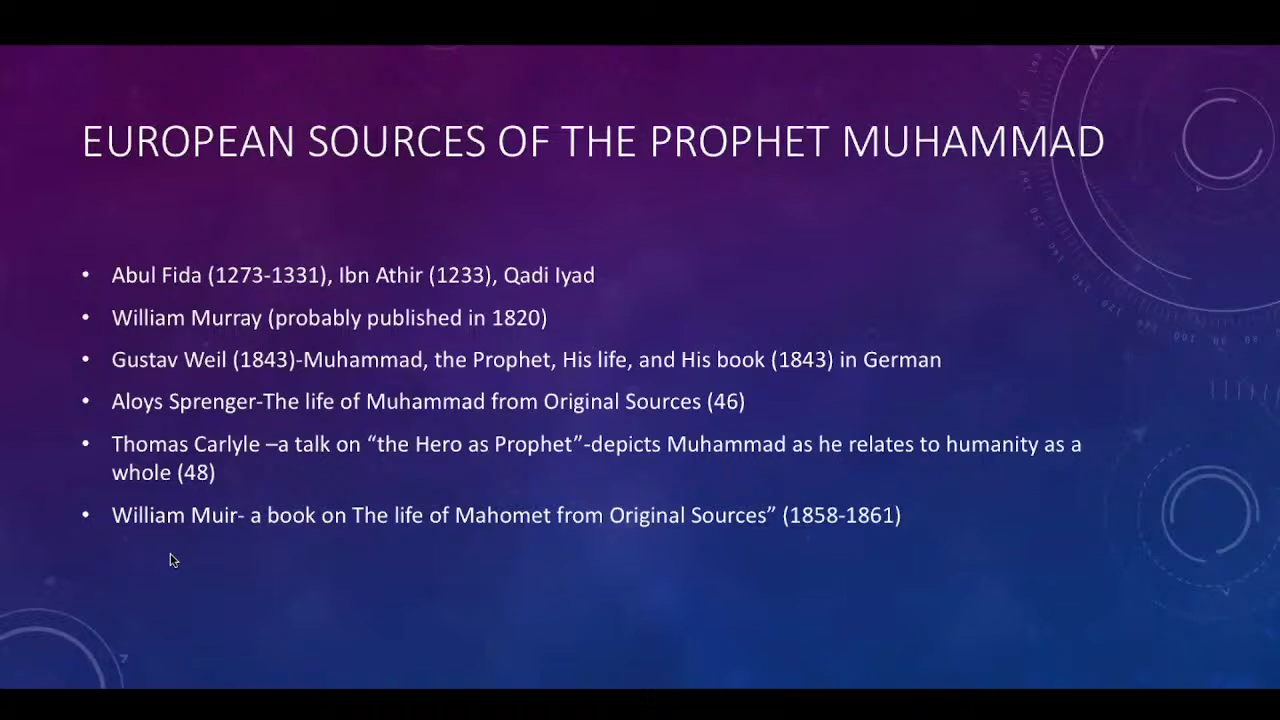 EUROPEAN SOURCES OF THE PROPHET MUHAMMAD
• Abul Fida (1273-1331), Ibn Athir (1233), Qadi Iyad
• William Murray (probably published in 1820)
• Gustav Weil (1843)-Muhammad, the Prophet, His life, and His book (1843) in German
• Aloys Sprenger-The life of Muhammad from Original Sources (46)
• Thomas Carlyle –a talk on “the Hero as Prophet”-depicts Muhammad as he relates to humanity as a
whole (48)
• William Muir- a book on The life of Mahomet from Original Sources” (1858-1861)